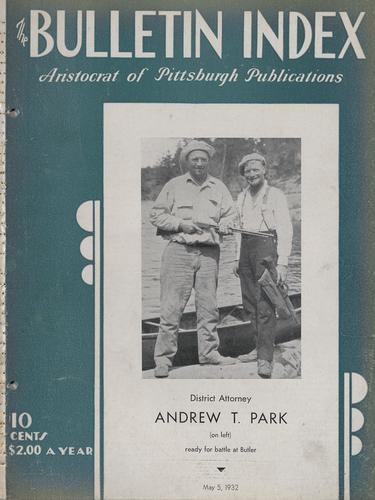 The BULLETIN INDEX
Aristocrat of Pittsburgh Publications
District Attorney
ANDREW T. PARK
(on left)
ready for battle at Butler
May 5, 1932
10
CENTS
$2.00 A YEAR